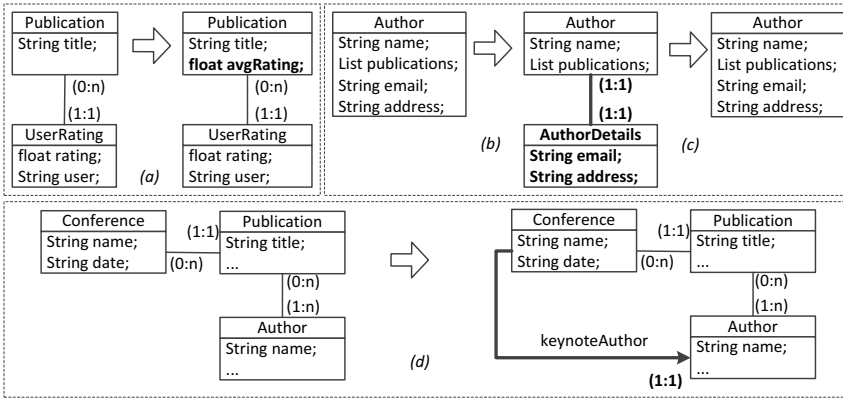 Publication
String title;
(0:n)
(1:1)
UserRating
float rating;
String user;
(a)
Publication
String title;
float avgRating;
(0:n)
(1:1)
UserRating
float rating;
String user;
Author
String name;
List publications;
String email;
String address;
(b)
Author
String name;
List publications;
(1:1)
(1:1)
AuthorDetails
String email;
String address;
(c)
Author
String name;
List publications;
String email;
String address;
Conference
String name;
String date;
(1:1)
(0:n)
Publication
String title;
...
(0:n)
(1:n)
Author
String name;
...
(d)
Conference
String name;
String date;
(1:1)
(0:n)
Publication
String title;
...
(0:n)
(1:n)
keynoteAuthor
(1:1)
Author
String name;
...